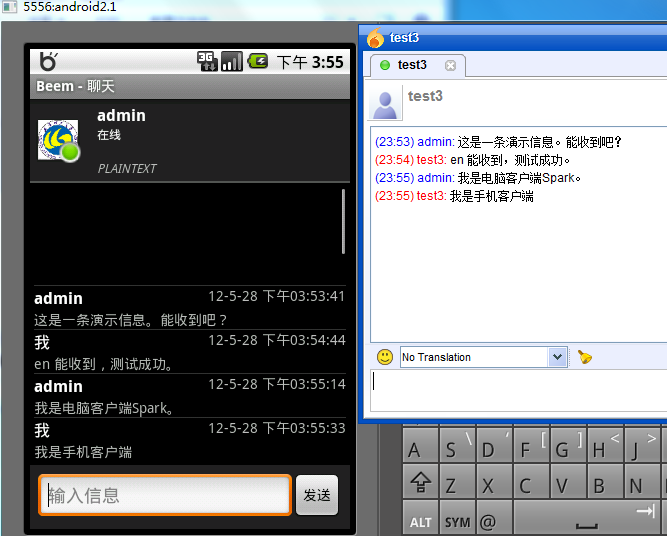 5556:android2.1
3G
下午 3:55
Beem - 聊天
admin
在线
PLAINTEXT
admin 12-5-28 下午03:53:41
这是一条演示信息。能收到吧？
我 12-5-28 下午03:54:44
en 能收到，测试成功。
admin 12-5-28 下午03:55:14
我是电脑客户端Spark。
我 12-5-28 下午03:55:33
我是手机客户端
输入信息
发送
test3
test3
test3
(23:53) admin: 这是一条演示信息。能收到吧?
(23:54) test3: en 能收到，测试成功。
(23:55) admin: 我是电脑客户端Spark。
(23:55) test3: 我是手机客户端
No Translation
A S \ D ' F [ G ] H < J >
Z X C V B N
ALT SYM @